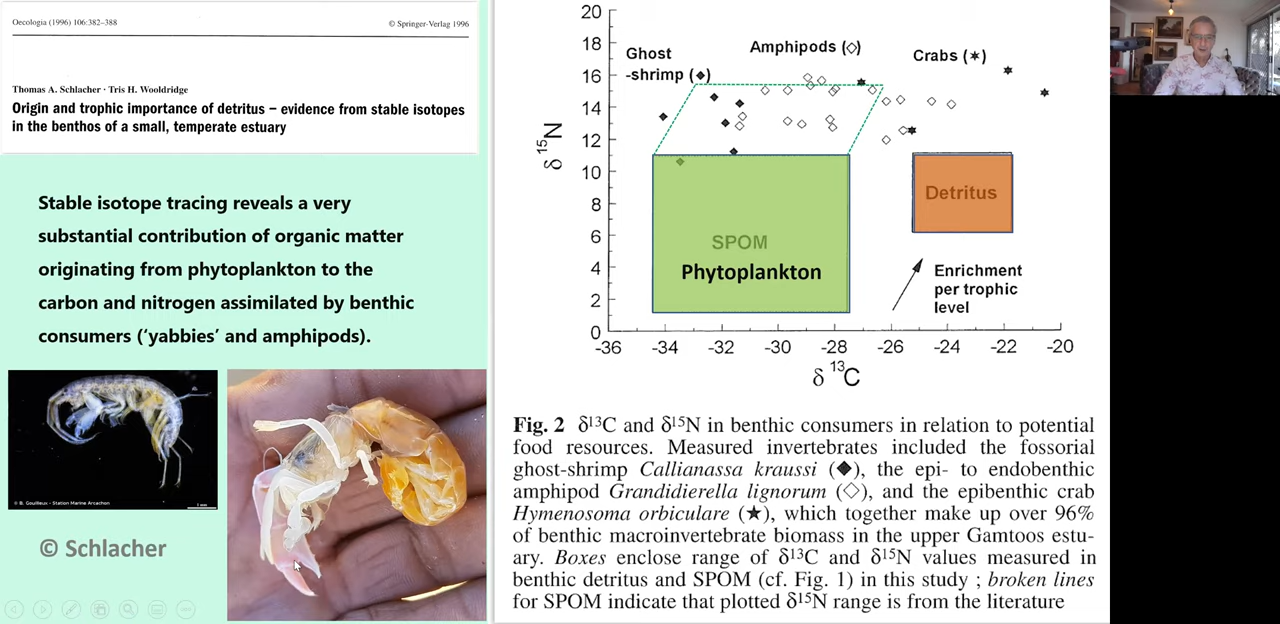 Oecologia (1996) 106:382–388
© Springer-Verlag 1996
Thomas A. Schlacher · Tris H. Wooldridge
Origin and trophic importance of detritus – evidence from stable isotopes
in the benthos of a small, temperate estuary
Stable isotope tracing reveals a very
substantial contribution of organic matter
originating from phytoplankton to the
carbon and nitrogen assimilated by benthic
consumers (‘yabbies’ and amphipods).
© B. Gouillieux - Station Marine Arcachon
1 mm
© Schlacher
20
18
16
14
12
10
8
6
4
2
0
δ 15N
Ghost
-shrimp (◆)
Amphipods (◇)
Crabs (★)
SPOM
Phytoplankton
Detritus
Enrichment
per trophic
level
-36 -34 -32 -30 -28 -26 -24 -22 -20
δ 13C
Fig. 2 δ¹³C and δ¹⁵N in benthic consumers in relation to potential
food resources. Measured invertebrates included the fossorial
ghost-shrimp Callianassa kraussi (◆), the epi- to endobenthic
amphipod Grandidierella lignorum (◇), and the epibenthic crab
Hymenosoma orbiculare (★), which together make up over 96%
of benthic macroinvertebrate biomass in the upper Gamtoos estu-
ary. Boxes enclose range of δ¹³C and δ¹⁵N values measured in
benthic detritus and SPOM (cf. Fig. 1) in this study ; broken lines
for SPOM indicate that plotted δ¹⁵N range is from the literature